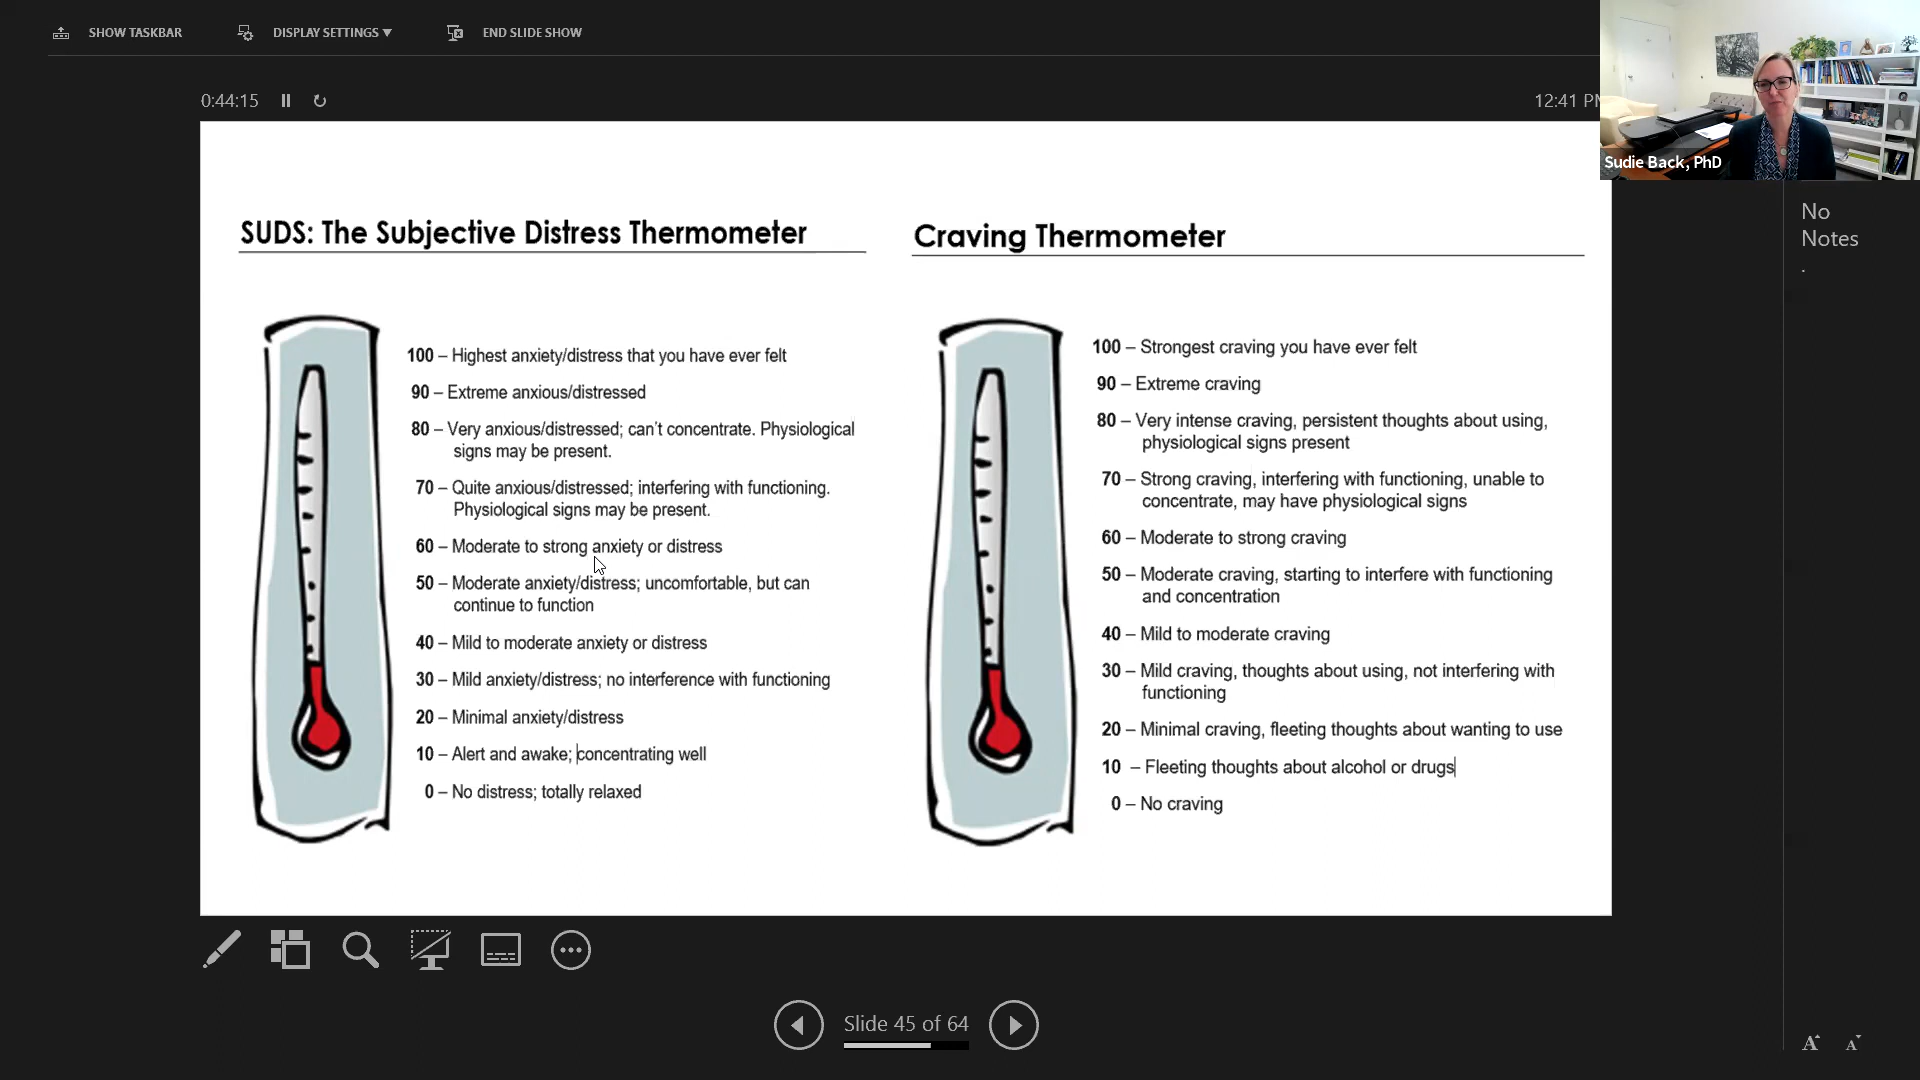 SHOW TASKBAR
DISPLAY SETTINGS ▼
END SLIDE SHOW
0:44:15
12:41 PM
Sudie Back, PhD
No
Notes
.
SUDS: The Subjective Distress Thermometer
100 – Highest anxiety/distress that you have ever felt
90 – Extreme anxious/distressed
80 – Very anxious/distressed; can't concentrate. Physiological
signs may be present.
70 – Quite anxious/distressed; interfering with functioning.
Physiological signs may be present.
60 – Moderate to strong anxiety or distress
50 – Moderate anxiety/distress; uncomfortable, but can
continue to function
40 – Mild to moderate anxiety or distress
30 – Mild anxiety/distress; no interference with functioning
20 – Minimal anxiety/distress
10 – Alert and awake; concentrating well
0 – No distress; totally relaxed
Craving Thermometer
100 – Strongest craving you have ever felt
90 – Extreme craving
80 – Very intense craving, persistent thoughts about using,
physiological signs present
70 – Strong craving, interfering with functioning, unable to
concentrate, may have physiological signs
60 – Moderate to strong craving
50 – Moderate craving, starting to interfere with functioning
and concentration
40 – Mild to moderate craving
30 – Mild craving, thoughts about using, not interfering with
functioning
20 – Minimal craving, fleeting thoughts about wanting to use
10 – Fleeting thoughts about alcohol or drugs
0 – No craving
Slide 45 of 64
A A